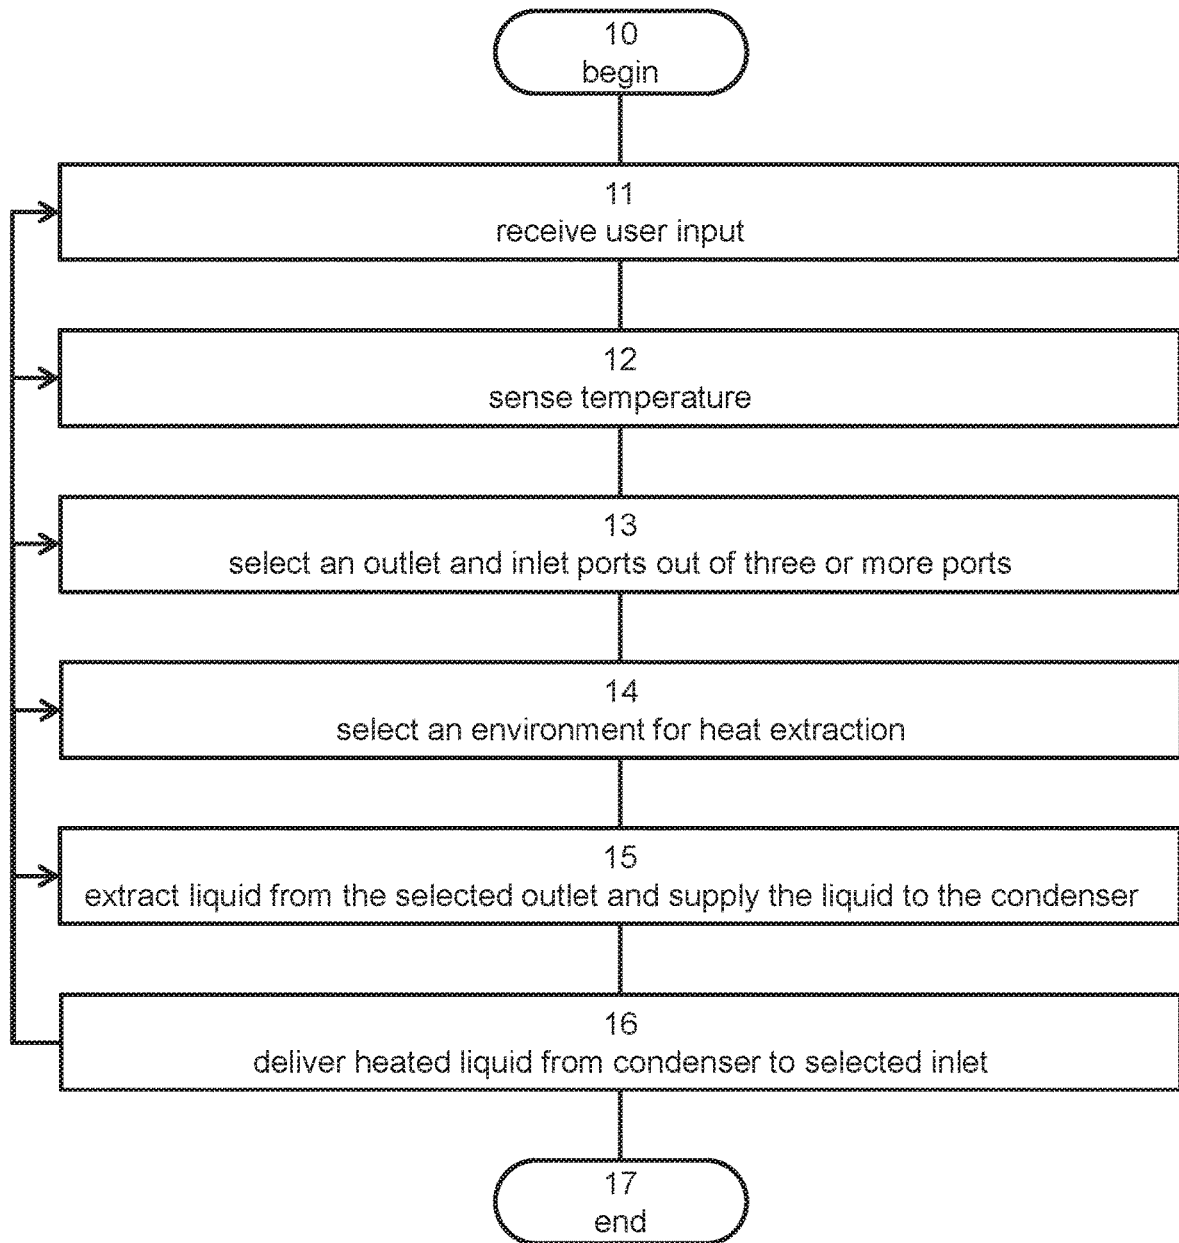 10
begin
11
receive user input
12
sense temperature
13
select an outlet and inlet ports out of three or more ports
14
select an environment for heat extraction
15
extract liquid from the selected outlet and supply the liquid to the condenser
16
deliver heated liquid from condenser to selected inlet
17
end